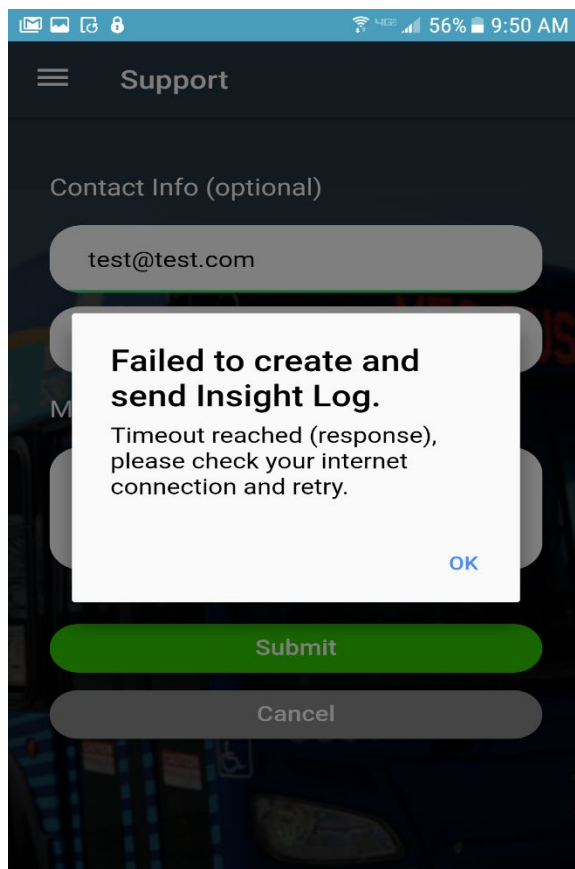 4GE 56% 9:50 AM
Support
Contact Info (optional)
test@test.com
Failed to create and
send Insight Log.
M
Timeout reached (response),
please check your internet
connection and retry.
OK
Submit
Cancel